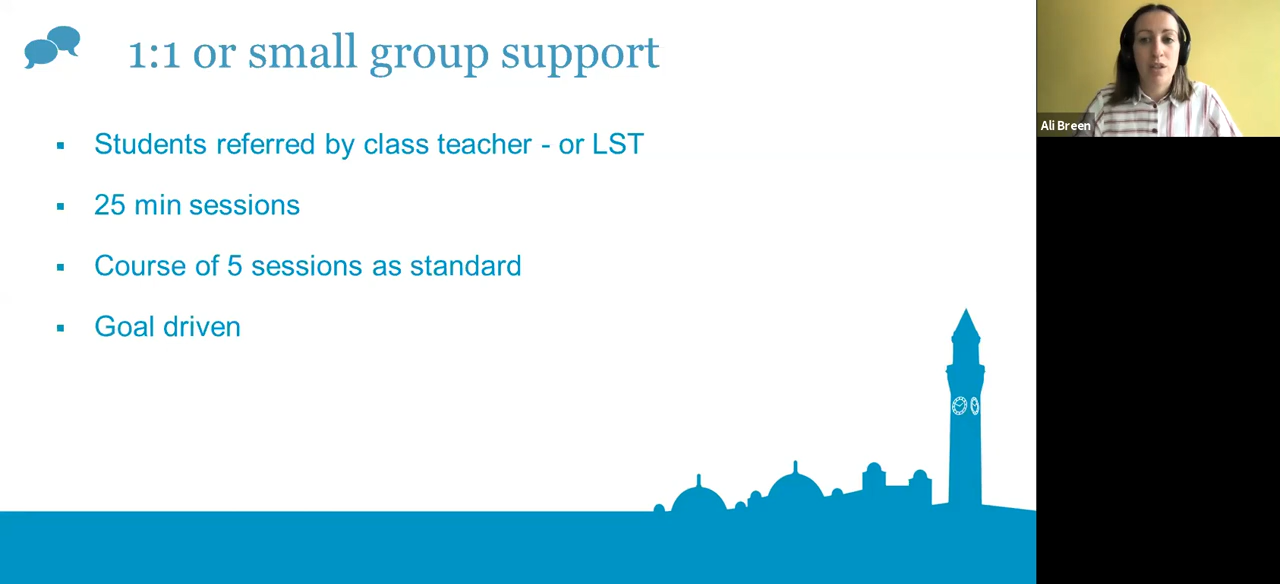 1:1 or small group support
Students referred by class teacher - or LST
25 min sessions
Course of 5 sessions as standard
Goal driven
Ali Breen